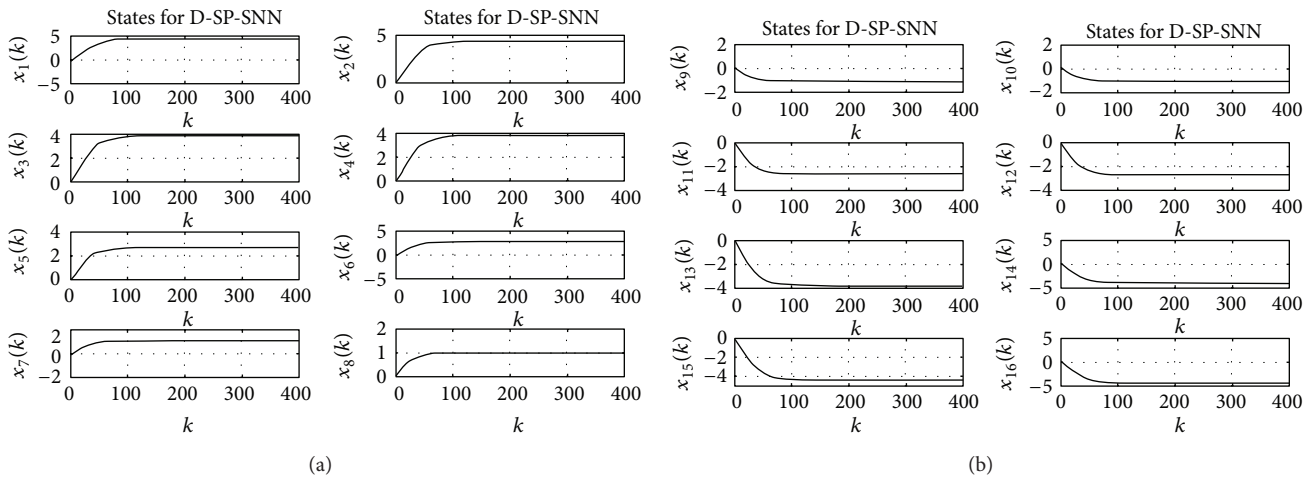 States for D-SP-SNN
x1(k)
5
0
−5
0 100 200 300 400
k
States for D-SP-SNN
x2(k)
5
0
0 100 200 300 400
k
x3(k)
4
2
0
0 100 200 300 400
k
x4(k)
4
2
0
0 100 200 300 400
k
x5(k)
4
2
0
0 100 200 300 400
k
x6(k)
5
0
−5
0 100 200 300 400
k
x7(k)
2
0
−2
0 100 200 300 400
k
x8(k)
2
1
0
0 100 200 300 400
k
(a)
States for D-SP-SNN
x9(k)
2
0
−2
0 100 200 300 400
k
States for D-SP-SNN
x10(k)
2
0
−2
0 100 200 300 400
k
x11(k)
0
−2
−4
0 100 200 300 400
k
x12(k)
0
−2
−4
0 100 200 300 400
k
x13(k)
0
−2
−4
0 100 200 300 400
k
x14(k)
5
0
−5
0 100 200 300 400
k
x15(k)
0
−2
−4
0 100 200 300 400
k
x16(k)
5
0
−5
0 100 200 300 400
k
(b)